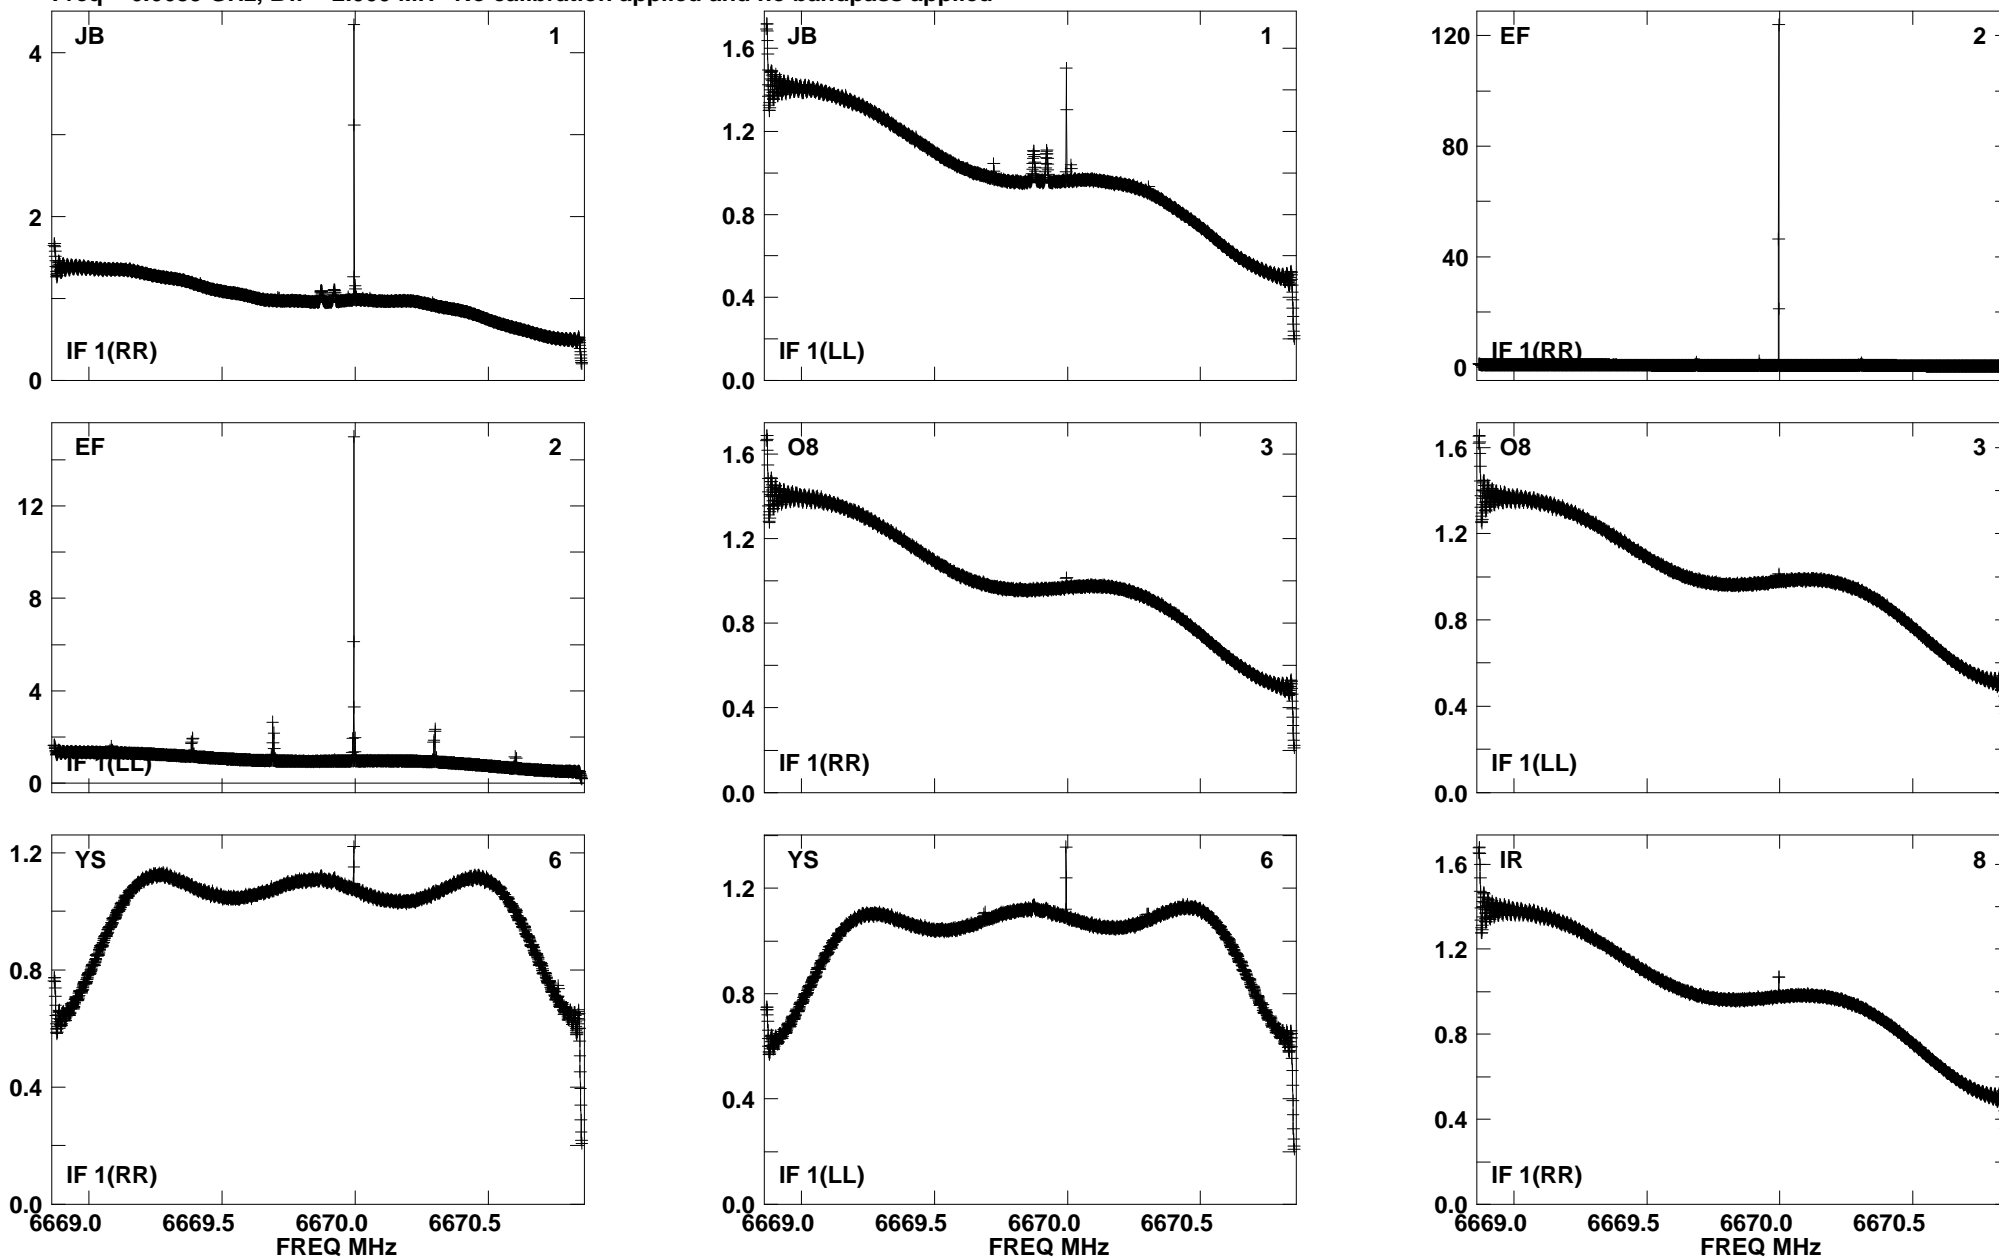 JB 1 JB 1 EF 2
4 1.6 120
1.2 80
2 0.8 40
0.4
0 IF 1(RR) 0.0 IF 1(LL) 0 IF 1(RR)
EF 2 O8 3 O8 3
12 1.6 1.6
8 1.2 1.2
4 0.8 0.8
0.4 0.4
0 IF 1(LL) 0.0 IF 1(RR) 0.0 IF 1(LL)
YS 6 YS 6 IR 8
1.2 1.2 1.6
0.8 0.8 1.2
0.4 0.4 0.8
0.4
0.0 IF 1(RR) 0.0 IF 1(LL) 0.0 IF 1(RR)
6669.0 6669.5 6670.0 6670.5 6669.0 6669.5 6670.0 6670.5 6669.0 6669.5 6670.0 6670.5
FREQ MHz FREQ MHz FREQ MHz